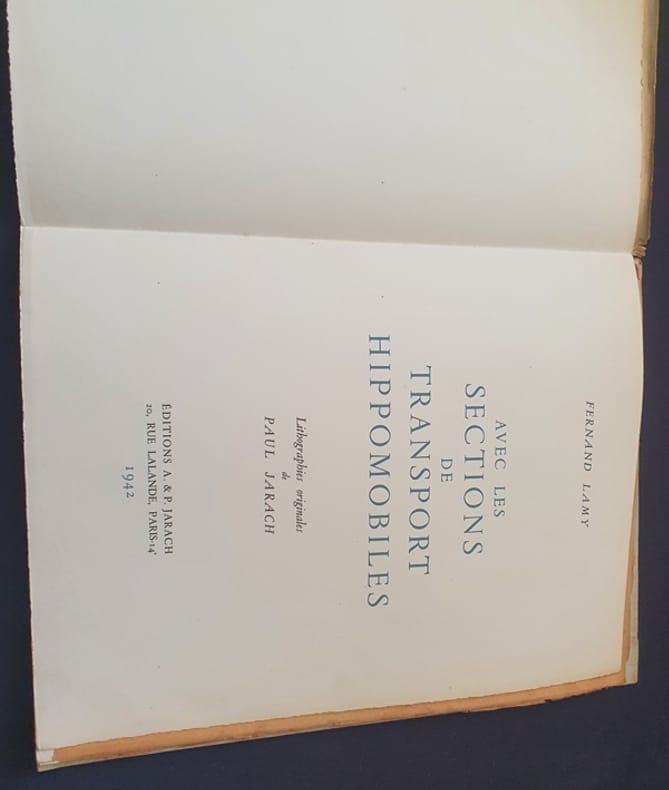 FERNAND LAMY
AVEC LES
SECTIONS
DE
TRANSPORT
HIPPOMOBILES
Lithographies originales
de
PAUL JARACH
ÉDITIONS A. & P. JARACH
20, RUE LALANDE, PARIS-14e
1942